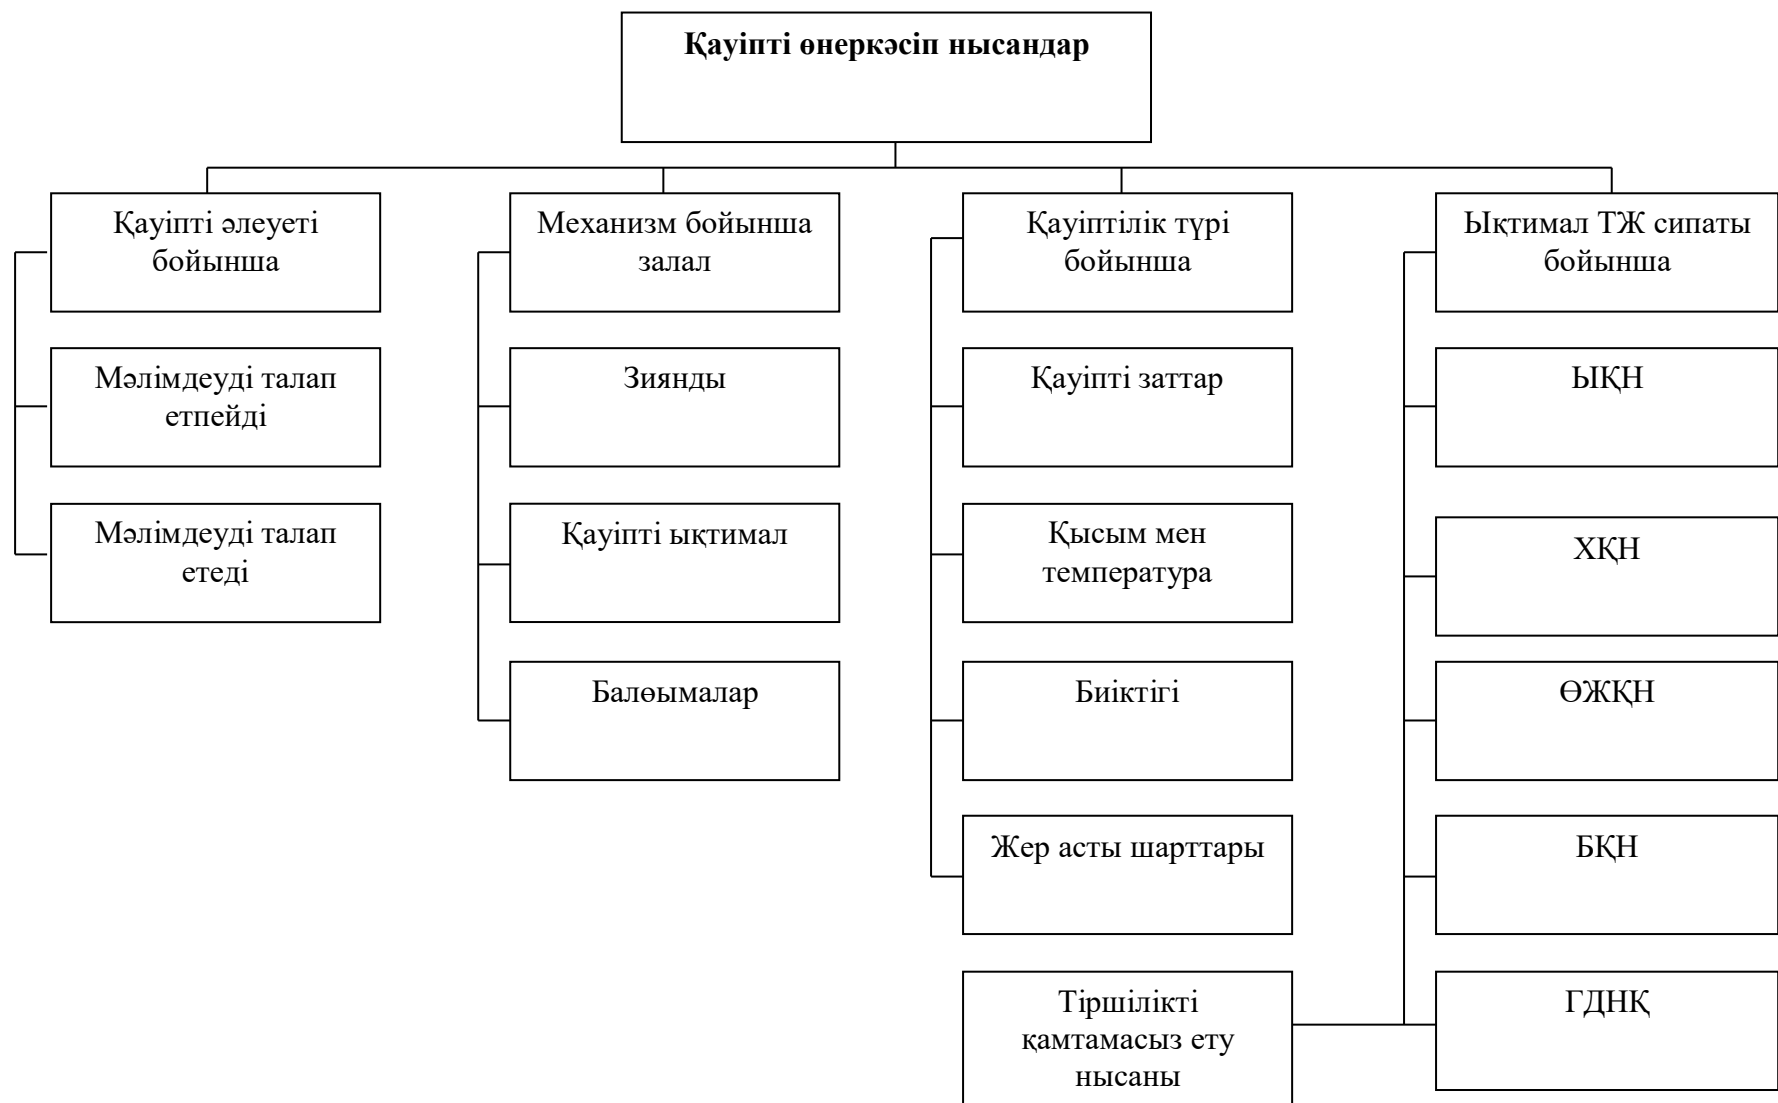 Қауіпті өнеркәсіп нысандар
Қауіпті әлеуеті
бойынша
Мәлімдеуді талап
етпейді
Мәлімдеуді талап
етеді
Механизм бойынша
залал
Зиянды
Қауіпті ықтимал
Балөымалар
Қауіптілік түрі
бойынша
Қауіпті заттар
Қысым мен
температура
Биіктігі
Жер асты шарттары
Тіршілікті
қамтамасыз ету
нысаны
Ықтимал ТЖ сипаты
бойынша
ЫҚН
ХҚН
ӨЖҚН
БҚН
ГДНҚ